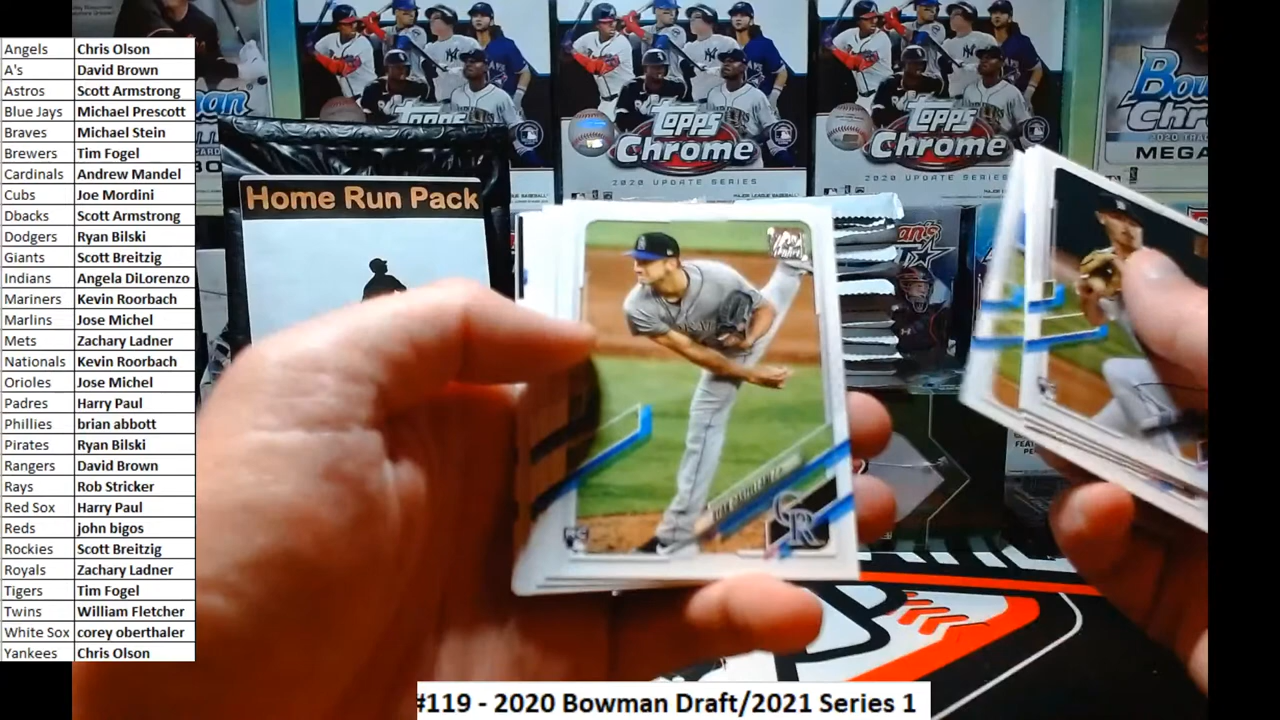 Angels Chris Olson
A's David Brown
Astros Scott Armstrong
Blue Jays Michael Prescott
Braves Michael Stein
Brewers Tim Fogel
Cardinals Andrew Mandel
Cubs Joe Mordini
Dbacks Scott Armstrong
Dodgers Ryan Bilski
Giants Scott Breitzig
Indians Angela DiLorenzo
Mariners Kevin Roorbach
Marlins Jose Michel
Mets Zachary Ladner
Nationals Kevin Roorbach
Orioles Jose Michel
Padres Harry Paul
Phillies brian abbott
Pirates Ryan Bilski
Rangers David Brown
Rays Rob Stricker
Red Sox Harry Paul
Reds john bigos
Rockies Scott Breitzig
Royals Zachary Ladner
Tigers Tim Fogel
Twins William Fletcher
White Sox corey oberthaler
Yankees Chris Olson
Home Run Pack
Topps
Topps
Chrome
2020 UPDATE SERIES
Topps
Chrome
2020 UPDATE SERIES
Chro
MEGA
CR
#119 - 2020 Bowman Draft/2021 Series 1